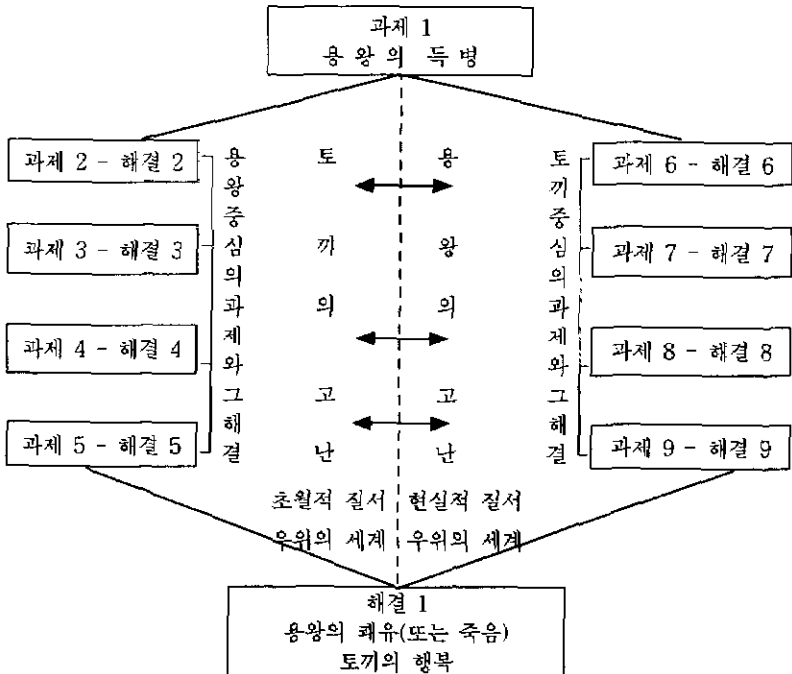 과제 1
용왕의 득병
과제 2 - 해결 2
과제 3 - 해결 3
과제 4 - 해결 4
과제 5 - 해결 5
용왕중심의과제와그해결
토끼의고난
용왕의고난
토끼중심의과제와그해결
과제 6 - 해결 6
과제 7 - 해결 7
과제 8 - 해결 8
과제 9 - 해결 9
초월적 질서 현실적 질서
우위의 세계 우위의 세계
해결 1
용왕의 쾌유(또는 죽음)
토끼의 행복